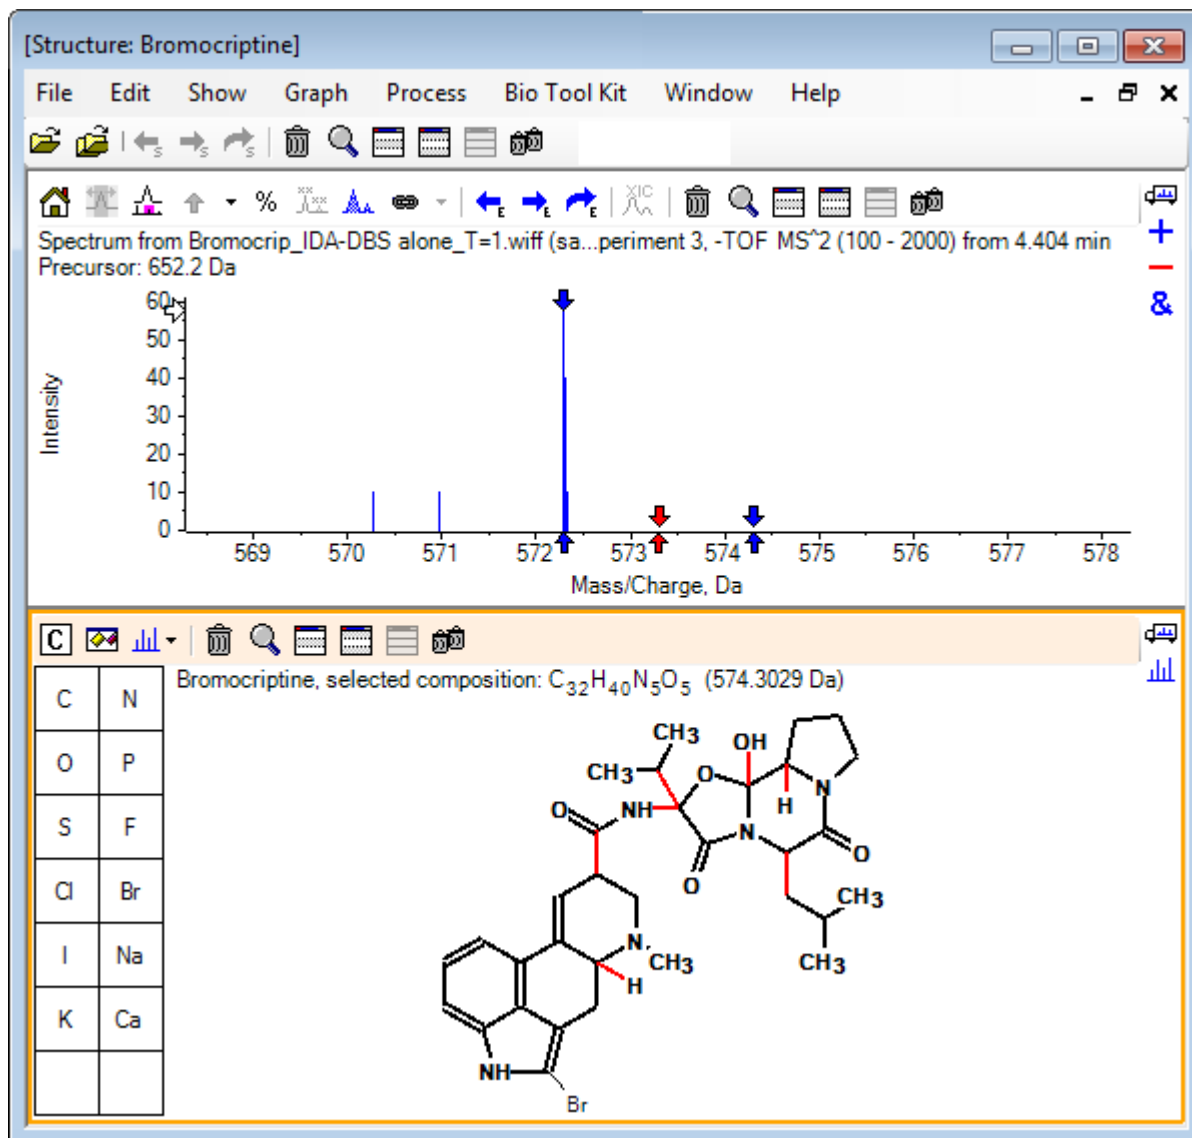 [Structure: Bromocriptine]
File Edit Show Graph Process Bio Tool Kit Window Help
S S S
% xx E E E XIC
Spectrum from Bromocrip_IDA-DBS alone_T=1.wiff (sa...periment 3, -TOF MS^2 (100 - 2000) from 4.404 min
Precursor: 652.2 Da
+
&
Intensity
60
50
40
30
20
10
0
569 570 571 572 573 574 575 576 577 578
Mass/Charge, Da
C
Bromocriptine, selected composition: C32H40N5O5 (574.3029 Da)
C N
O P
S F
Cl Br
I Na
K Ca
CH3
OH
CH3
O
O
NH
H
N
N
O
O
CH3
N
CH3
CH3
H
NH
Br